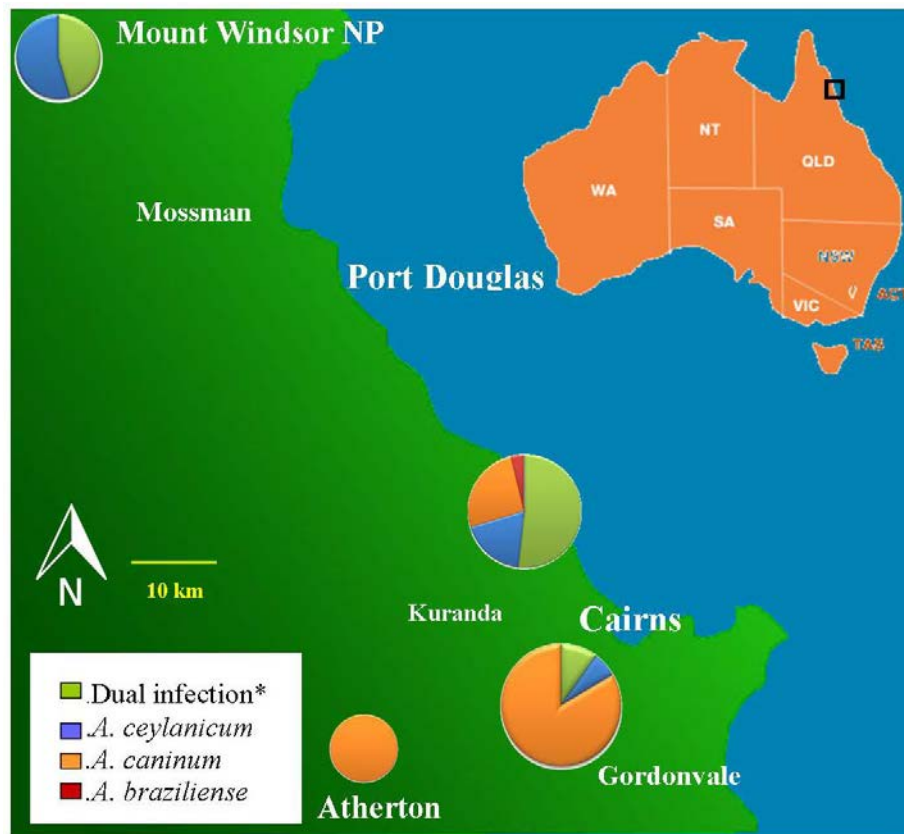 Mount Windsor NP
NT
QLD
WA
SA
NSW
ACT
VIC
TAS
Mossman
Port Douglas
N
10 km
Kuranda
Cairns
.Dual infection*
.A. ceylanicum
.A. caninum
.A. braziliense
Gordonvale
Atherton